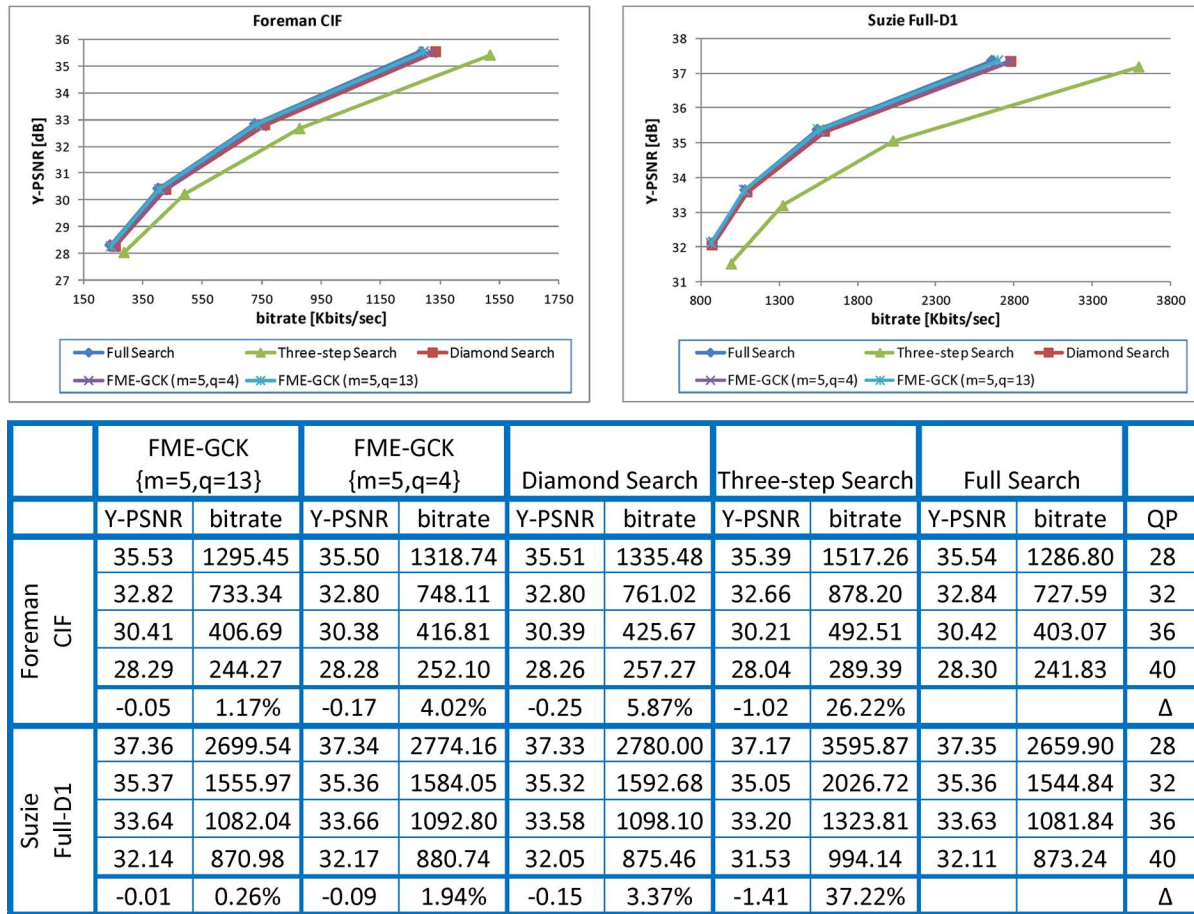 Foreman CIF
Y-PSNR [dB]
36
35
34
33
32
31
30
29
28
27
150 350 550 750 950 1150 1350 1550 1750
bitrate [Kbits/sec]
Full Search Three-step Search Diamond Search
FME-GCK (m=5,q=4) FME-GCK (m=5,q=13)
Suzie Full-D1
Y-PSNR [dB]
38
37
36
35
34
33
32
31
800 1300 1800 2300 2800 3300 3800
bitrate [Kbits/sec]
Full Search Three-step Search Diamond Search
FME-GCK (m=5,q=4) FME-GCK (m=5,q=13)
FME-GCK {m=5,q=13} FME-GCK {m=5,q=4} Diamond Search Three-step Search Full Search
Y-PSNR bitrate Y-PSNR bitrate Y-PSNR bitrate Y-PSNR bitrate Y-PSNR bitrate QP
Foreman CIF
35.53 1295.45 35.50 1318.74 35.51 1335.48 35.39 1517.26 35.54 1286.80 28
32.82 733.34 32.80 748.11 32.80 761.02 32.66 878.20 32.84 727.59 32
30.41 406.69 30.38 416.81 30.39 425.67 30.21 492.51 30.42 403.07 36
28.29 244.27 28.28 252.10 28.26 257.27 28.04 289.39 28.30 241.83 40
-0.05 1.17% -0.17 4.02% -0.25 5.87% -1.02 26.22% Δ
Suzie Full-D1
37.36 2699.54 37.34 2774.16 37.33 2780.00 37.17 3595.87 37.35 2659.90 28
35.37 1555.97 35.36 1584.05 35.32 1592.68 35.05 2026.72 35.36 1544.84 32
33.64 1082.04 33.66 1092.80 33.58 1098.10 33.20 1323.81 33.63 1081.84 36
32.14 870.98 32.17 880.74 32.05 875.46 31.53 994.14 32.11 873.24 40
-0.01 0.26% -0.09 1.94% -0.15 3.37% -1.41 37.22% Δ